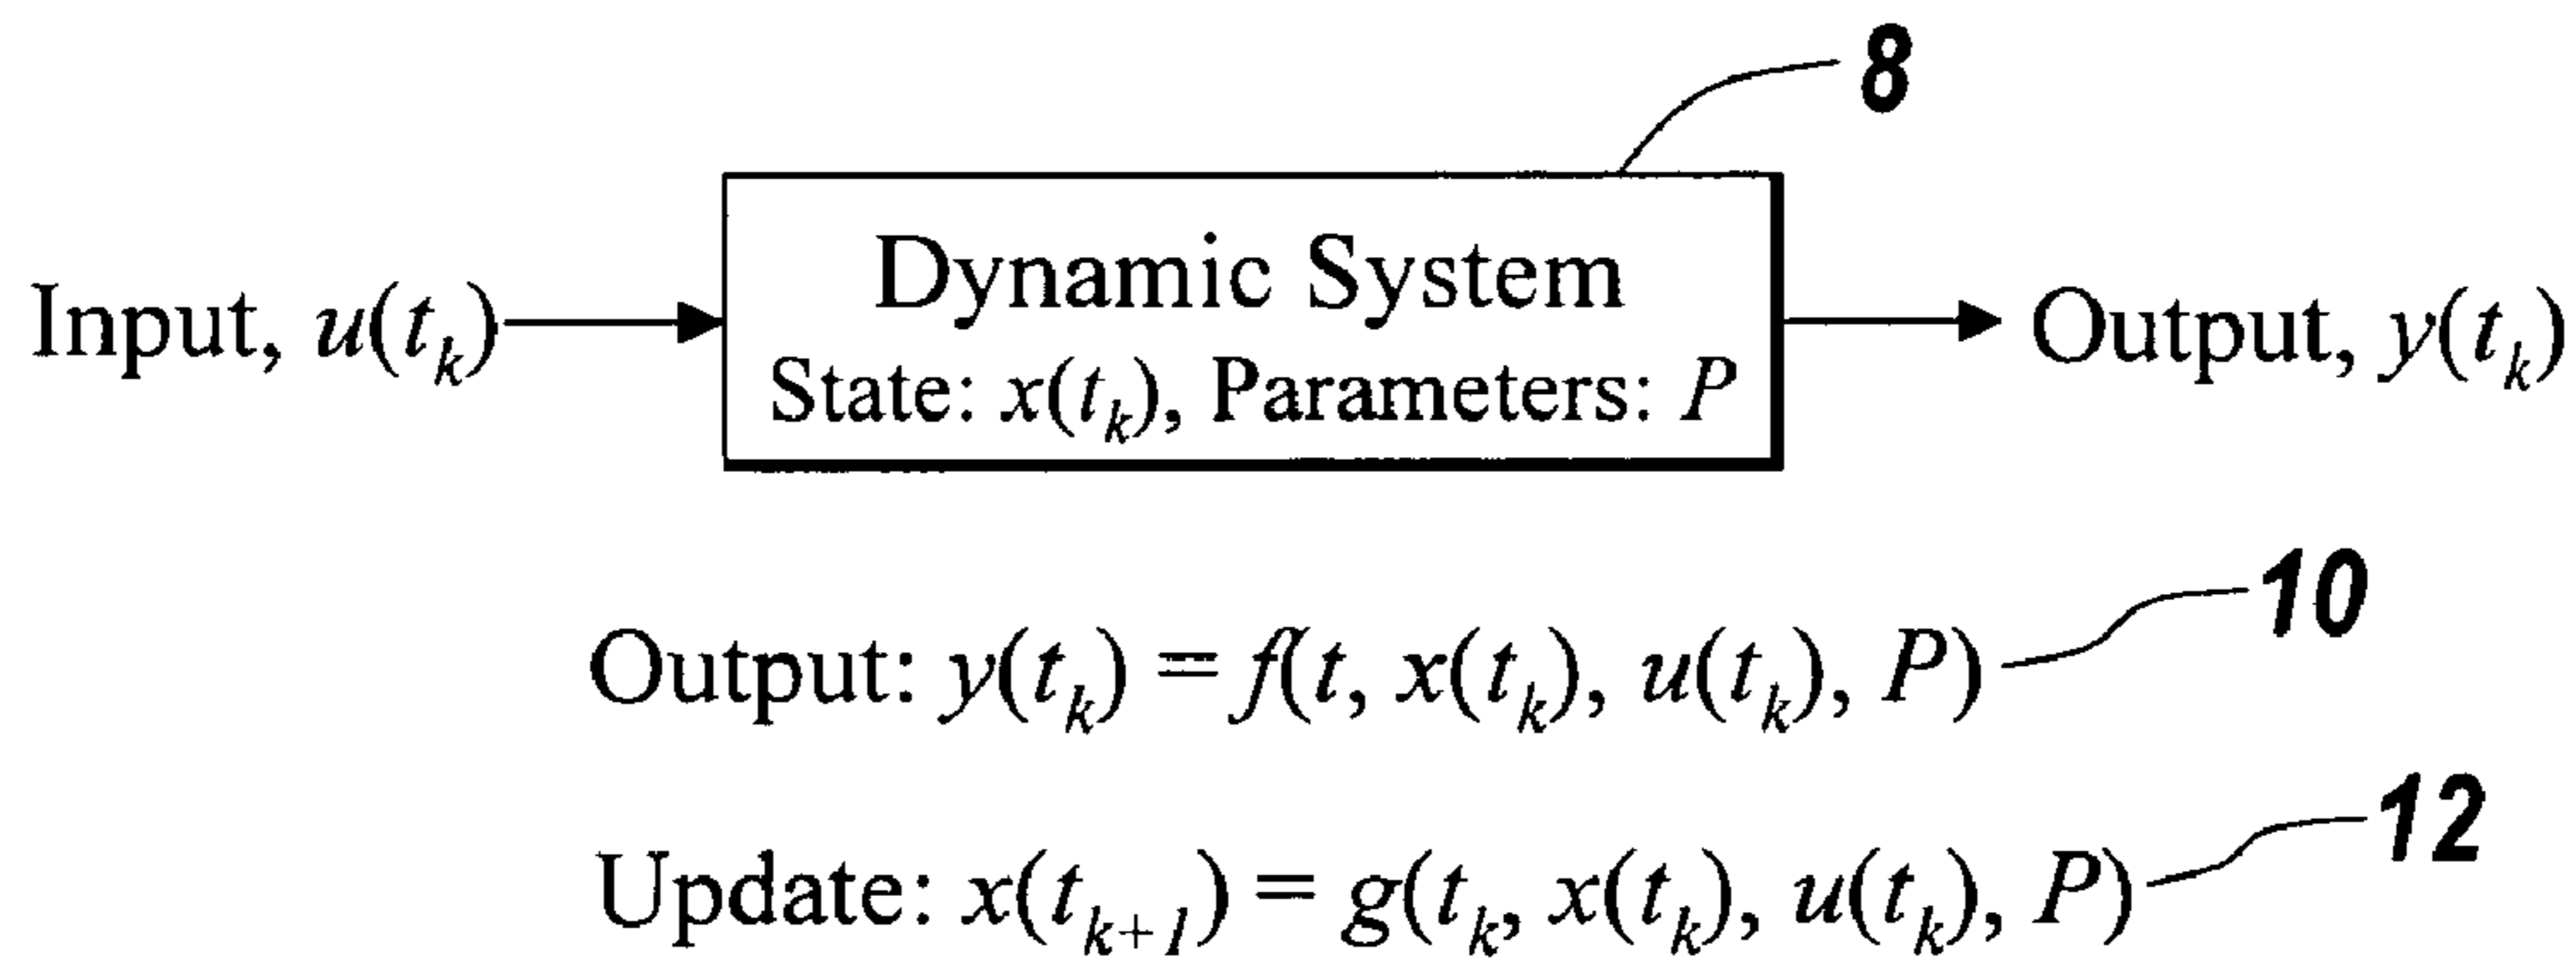 8
Dynamic System
Input, u(t_k)
Output, y(t_k)
State: x(t_k), Parameters: P
10
Output: y(t_k) = f(t, x(t_k), u(t_k), P)
12
Update: x(t_{k+1}) = g(t_k, x(t_k), u(t_k), P)